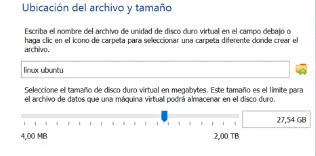 Ubicación del archivo y tamaño
Escriba el nombre del archivo de unidad de disco duro virtual en el campo debajo o
haga clic en el icono de carpeta para seleccionar una carpeta diferente donde crear el
archivo.
linux ubuntu
Seleccione el tamaño de disco duro virtual en megabytes. Este tamaño es el límite para
el archivo de datos que una máquina virtual podrá almacenar en el disco duro.
27,54 GB
4,00 MB 2,00 TB